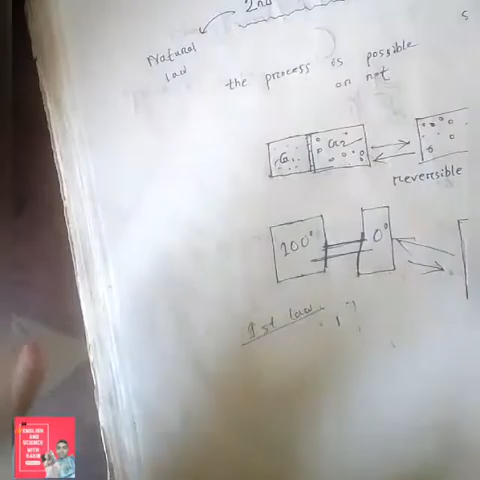 2nd
Natural
law
the process is possible
or not
G1
G2
reversible
100°
0°
1st law
ENGLISH
AND
SCIENCE
WITH